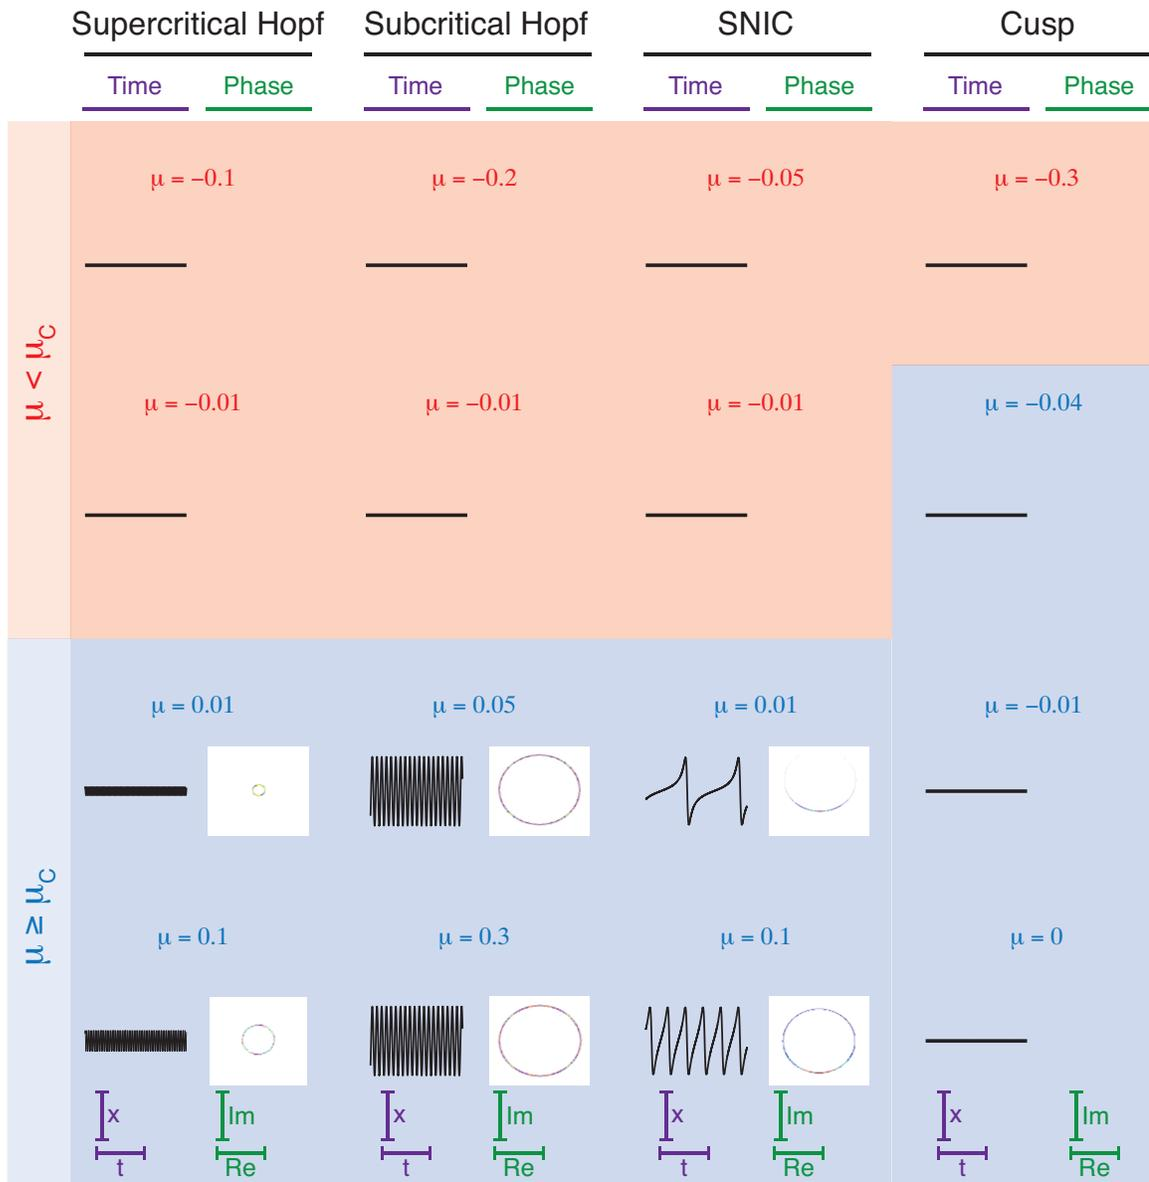 Supercritical Hopf Subcritical Hopf SNIC Cusp
Time Phase Time Phase Time Phase Time Phase
μ = −0.1 μ = −0.2 μ = −0.05 μ = −0.3
μ < μC
μ = −0.01 μ = −0.01 μ = −0.01 μ = −0.04
μ = 0.01 μ = 0.05 μ = 0.01 μ = −0.01
μ ≥ μC
μ = 0.1 μ = 0.3 μ = 0.1 μ = 0
x Im x Im x Im x Im
t Re t Re t Re t Re